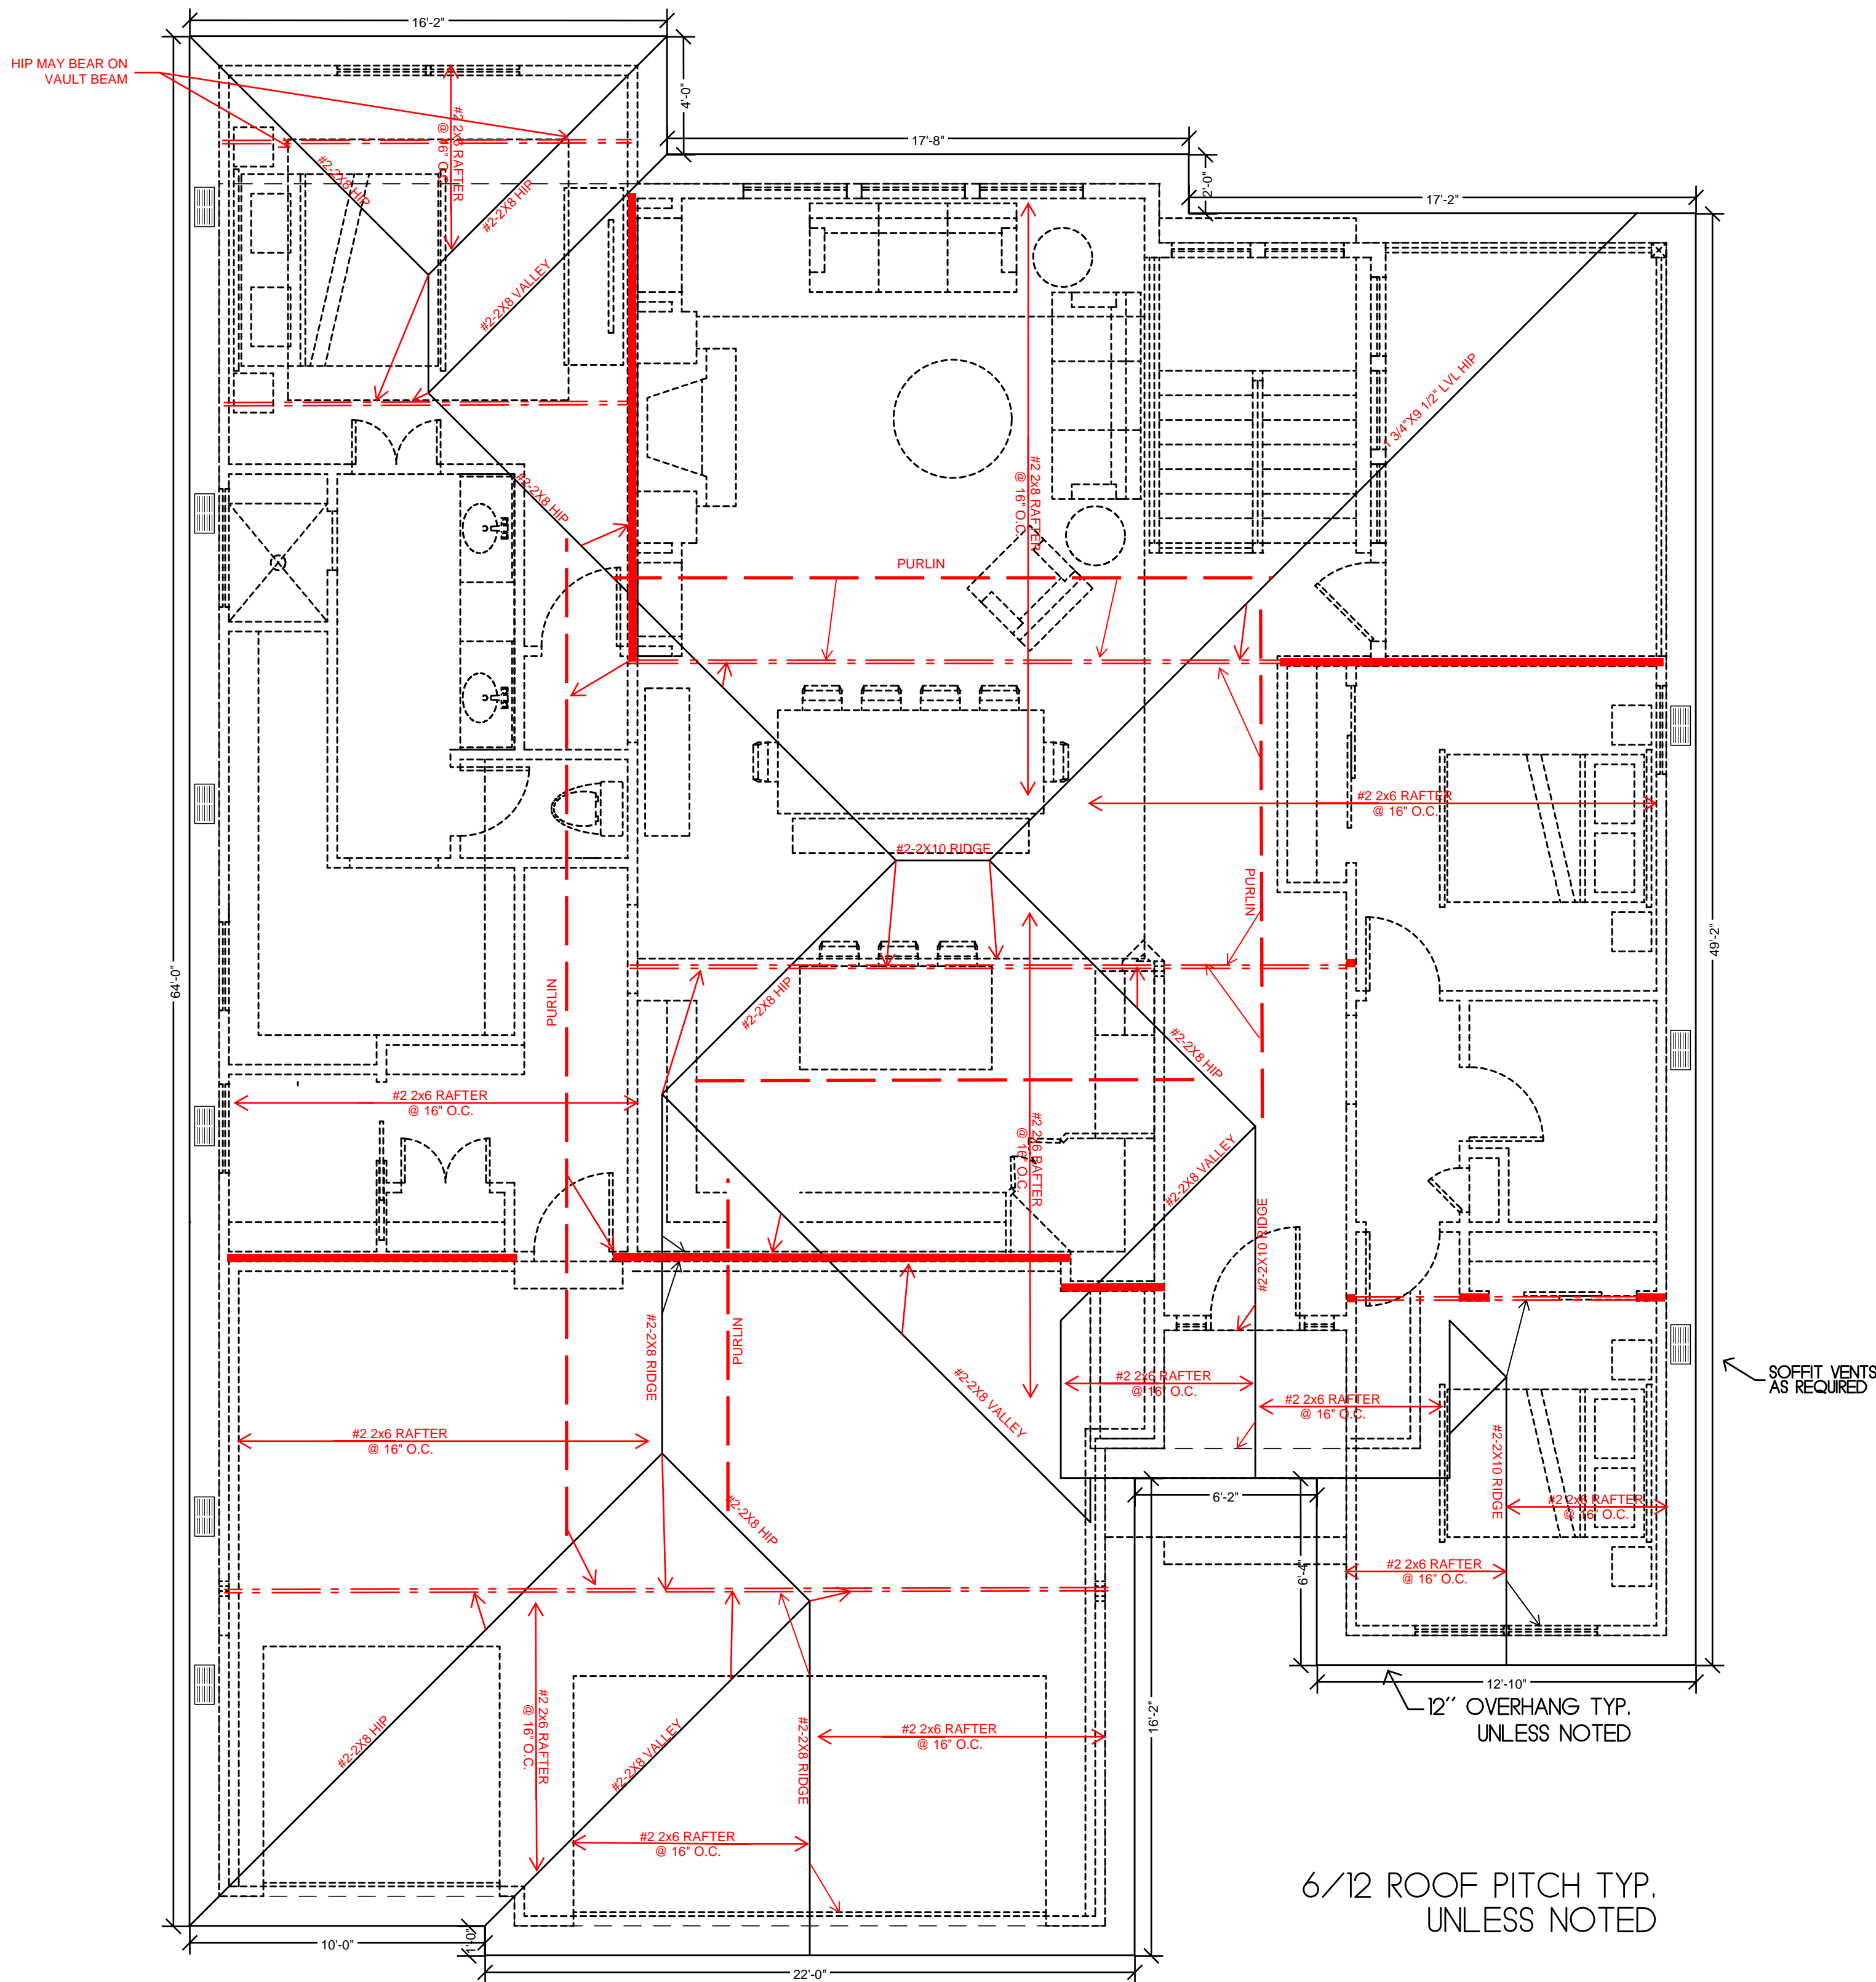 16'-2"
HIP MAY BEAR ON
VAULT BEAM
4'-0"
17'-8"
2'-0"
17'-2"
#2 2x6 RAFTER
@ 16" O.C.
#2-2X8 HIP
#2-2X8 HIP
#2-2X8 VALLEY
1 3/4"X9 1/2" LVL HIP
#2-2X8 HIP
#2 2x8 RAFTER
@ 16" O.C.
PURLIN
#2 2x6 RAFTER
@ 16" O.C.
#2-2X10 RIDGE
PURLIN
64'-0"
49'-2"
PURLIN
#2-2X8 HIP
#2-2X8 HIP
#2 2x6 RAFTER
@ 16" O.C.
#2 2x6 RAFTER
@ 16" O.C.
#2-2X8 VALLEY
#2-2X10 RIDGE
#2-2X8 RIDGE
PURLIN
#2-2X8 VALLEY
#2 2x6 RAFTER
@ 16" O.C.
#2 2x6 RAFTER
@ 16" O.C.
SOFFIT VENTS
AS REQUIRED
#2 2x6 RAFTER
@ 16" O.C.
#2-2X10 RIDGE
#2 2x6 RAFTER
@ 16" O.C.
6'-2"
#2-2X8 HIP
6'-4"
#2 2x6 RAFTER
@ 16" O.C.
12'-10"
12" OVERHANG TYP.
UNLESS NOTED
#2-2X8 HIP
#2 2x6 RAFTER
@ 16" O.C.
#2-2X8 VALLEY
#2-2X8 RIDGE
#2 2x6 RAFTER
@ 16" O.C.
16'-2"
#2 2x6 RAFTER
@ 16" O.C.
6/12 ROOF PITCH TYP.
UNLESS NOTED
10'-0"
1'-0"
22'-0"